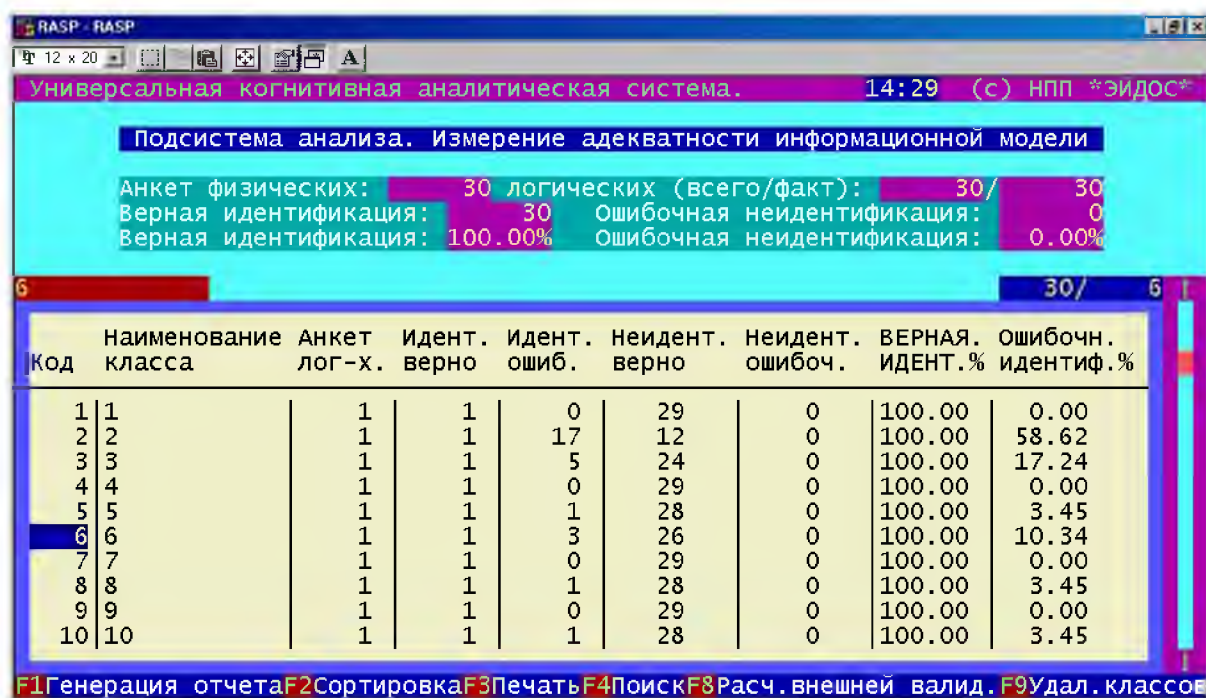 RASP - RASP
12 x 20 A
Универсальная когнитивная аналитическая система. 14:29 (c) НПП *ЭЙДОС*
Подсистема анализа. Измерение адекватности информационной модели
Анкет физических: 30 логических (всего/факт): 30/ 30
Верная идентификация: 30 Ошибочная неидентификация: 0
Верная идентификация: 100.00% Ошибочная неидентификация: 0.00%
6 30/ 6
Наименование Анкет Идент. Идент. Неидент. Неидент. ВЕРНАЯ. Ошибочн.
Код класса лог-х. верно ошиб. верно ошибоч. ИДЕНТ.% идентиф.%
1 1 1 1 0 29 0 100.00 0.00
2 2 1 1 17 12 0 100.00 58.62
3 3 1 1 5 24 0 100.00 17.24
4 4 1 1 0 29 0 100.00 0.00
5 5 1 1 1 28 0 100.00 3.45
6 6 1 1 3 26 0 100.00 10.34
7 7 1 1 0 29 0 100.00 0.00
8 8 1 1 1 28 0 100.00 3.45
9 9 1 1 0 29 0 100.00 0.00
10 10 1 1 1 28 0 100.00 3.45
F1Генерация отчетаF2СортировкаF3ПечатьF4ПоискF8Расч.внешней валид.F9Удал.классов